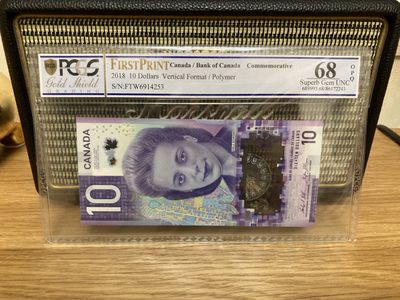 PCGS
Gold Shield
FIRSTPRINT Canada / Bank of Canada Commemorative
2018 10 Dollars Vertical Format / Polymer
S/N:FTW6914253
68 OPQ
Superb Gem UNC
CANADA
10
10